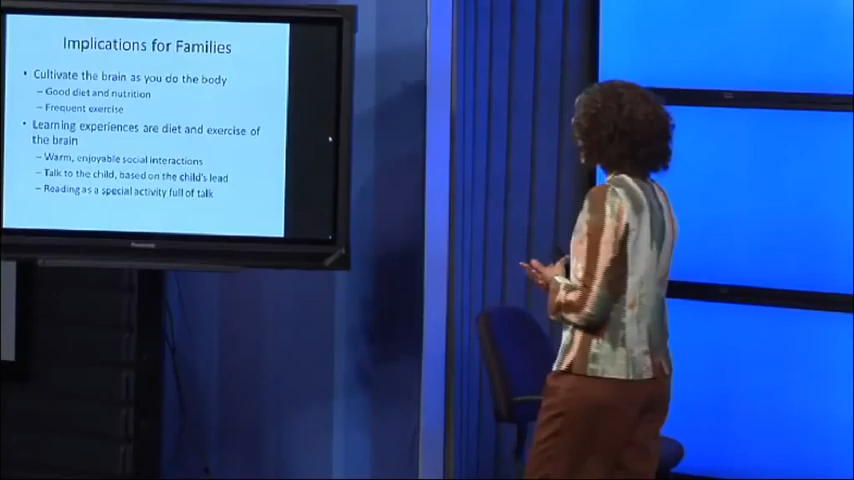 Implications for Families
• Cultivate the brain as you do the body
– Good diet and nutrition
– Frequent exercise
• Learning experiences are diet and exercise of
the brain
– Warm, enjoyable social interactions
– Talk to the child, based on the child's lead
– Reading as a special activity full of talk
Panasonic